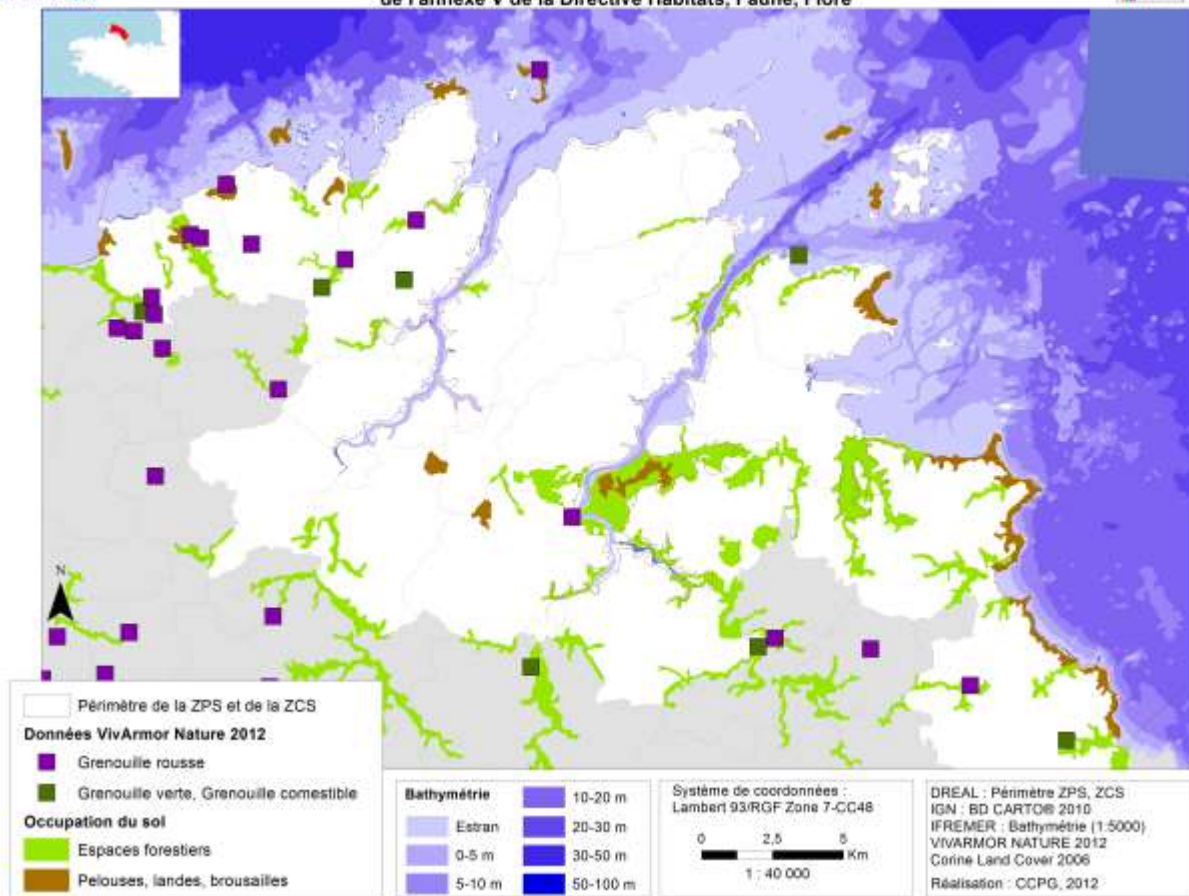 de l'annexe V de la Directive Habitats, Faune, Flore
N
Périmètre de la ZPS et de la ZCS
Données VivArmor Nature 2012
Grenouille rousse
Grenouille verte, Grenouille comestible
Occupation du sol
Espaces forestiers
Pelouses, landes, brousailles
Bathymétrie
Estran
0-5 m
5-10 m
10-20 m
20-30 m
30-50 m
50-100 m
Système de coordonnées :
Lambert 93/RGF Zone 7-CC48
0 2,5 5
Km
1 : 40 000
DREAL : Périmètre ZPS, ZCS
IGN : BD CARTO® 2010
IFREMER : Bathymétrie (1:5000)
VIVARMOR NATURE 2012
Corine Land Cover 2006
Réalisation : CCPG, 2012